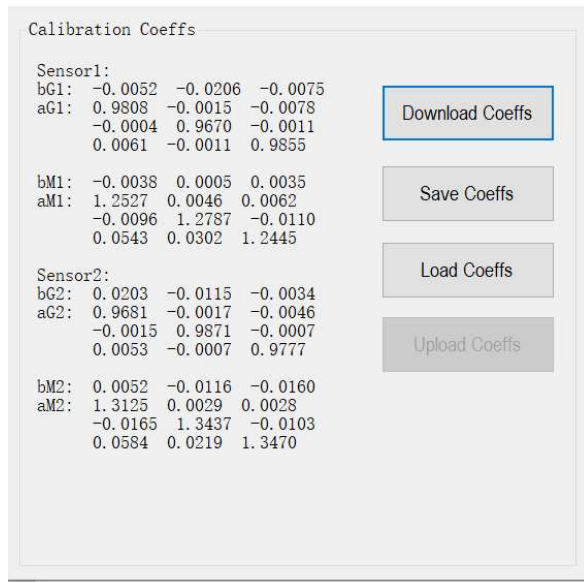 Calibration Coeffs
Sensor1:
bG1: -0.0052 -0.0206 -0.0075
aG1: 0.9808 -0.0015 -0.0078
-0.0004 0.9670 -0.0011
0.0061 -0.0011 0.9855
bM1: -0.0038 0.0005 0.0035
aM1: 1.2527 0.0046 0.0062
-0.0096 1.2787 -0.0110
0.0543 0.0302 1.2445
Sensor2:
bG2: 0.0203 -0.0115 -0.0034
aG2: 0.9681 -0.0017 -0.0046
-0.0015 0.9871 -0.0007
0.0053 -0.0007 0.9777
bM2: 0.0052 -0.0116 -0.0160
aM2: 1.3125 0.0029 0.0028
-0.0165 1.3437 -0.0103
0.0584 0.0219 1.3470
Download Coeffs
Save Coeffs
Load Coeffs
Upload Coeffs